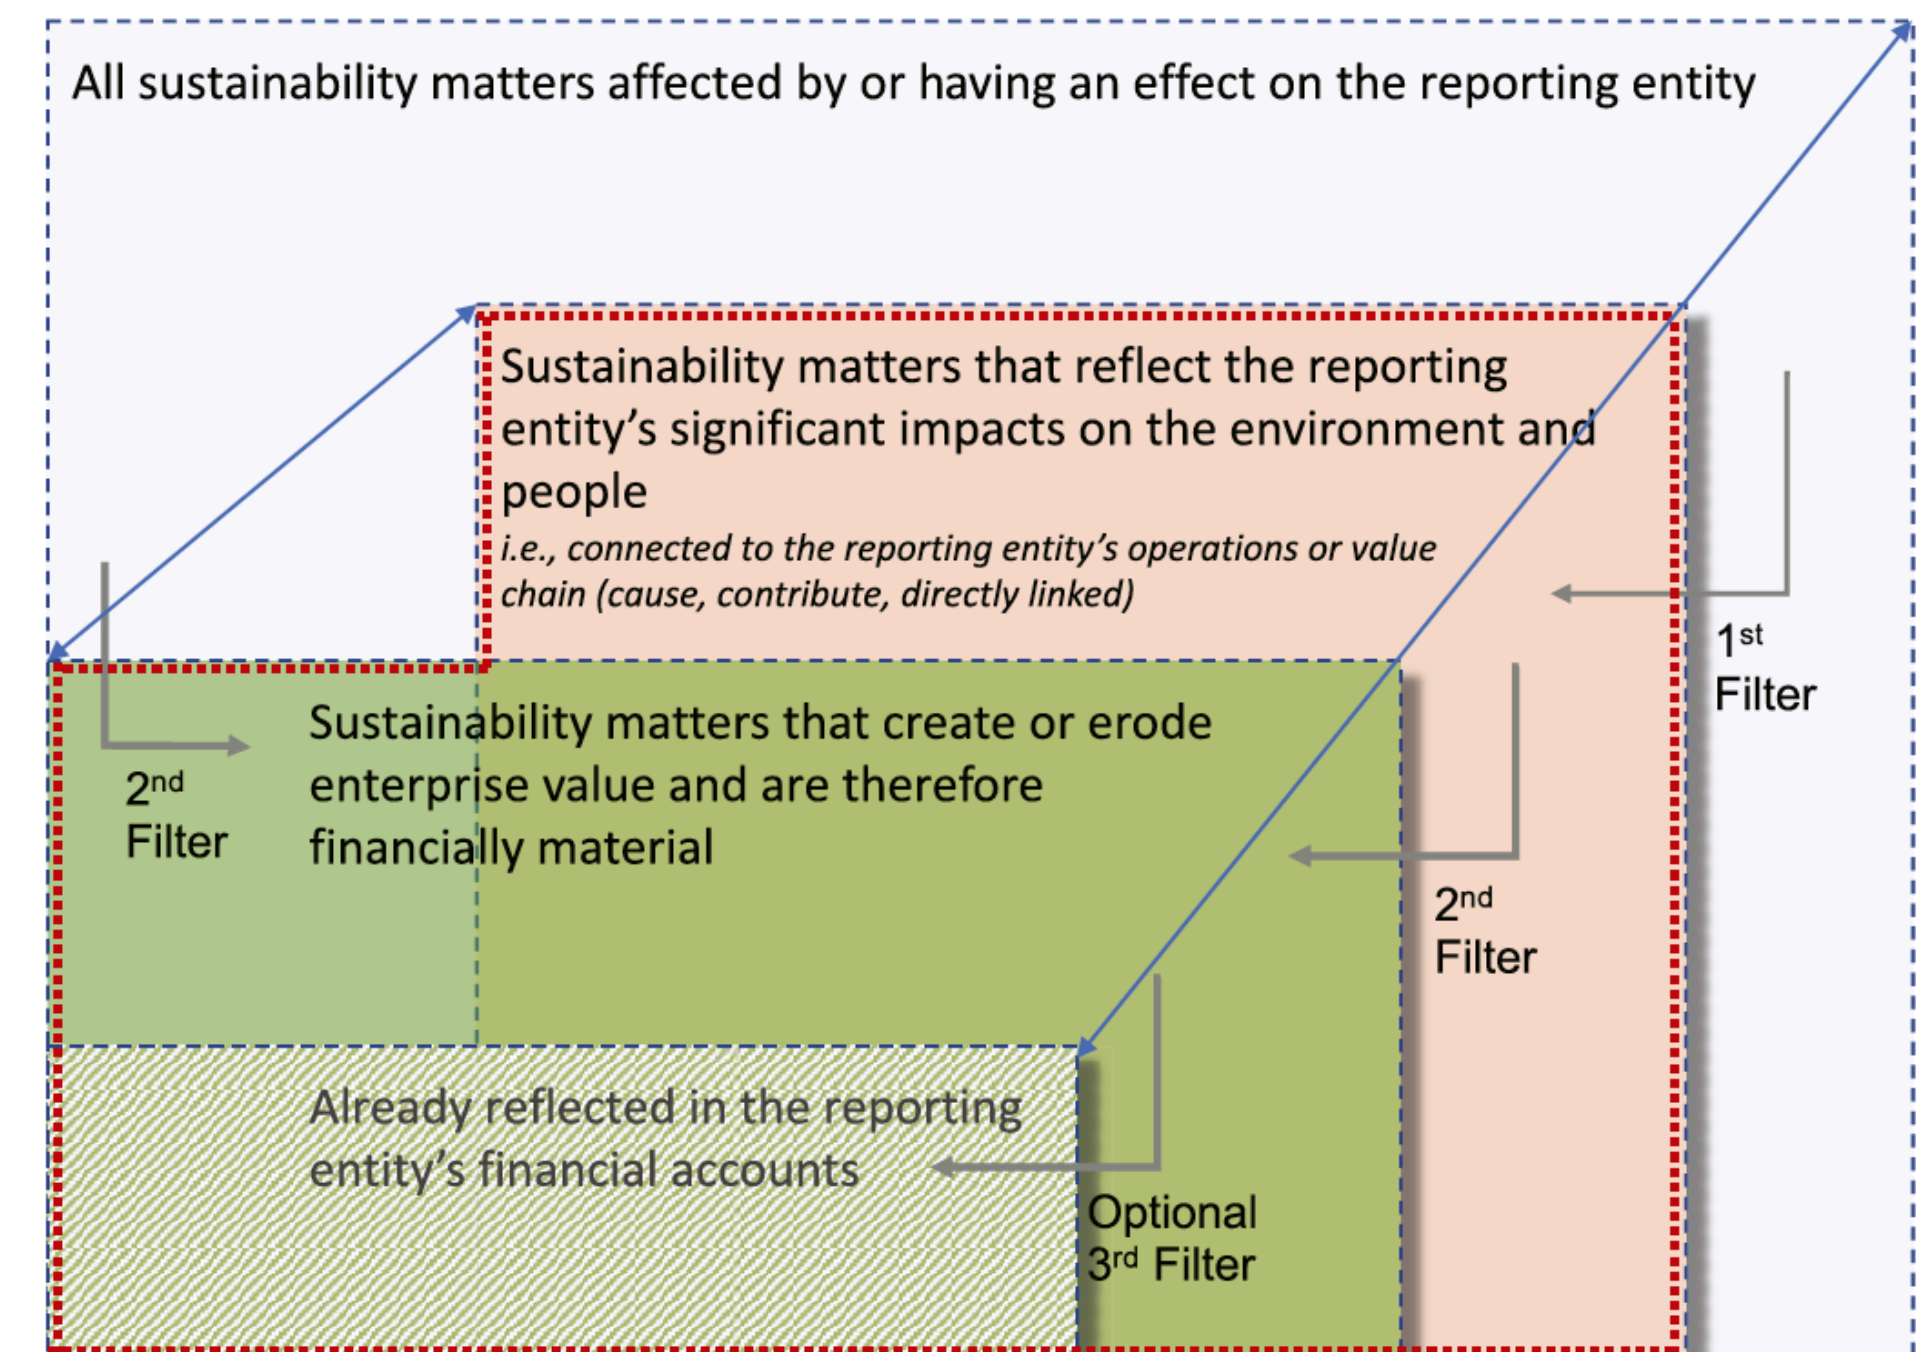 All sustainability matters affected by or having an effect on the reporting entity
Sustainability matters that reflect the reporting
entity’s significant impacts on the environment and
people
i.e., connected to the reporting entity’s operations or value
chain (cause, contribute, directly linked)
1st
Filter
Sustainability matters that create or erode
enterprise value and are therefore
financially material
2nd
Filter
2nd
Filter
Already reflected in the reporting
entity’s financial accounts
Optional
3rd Filter